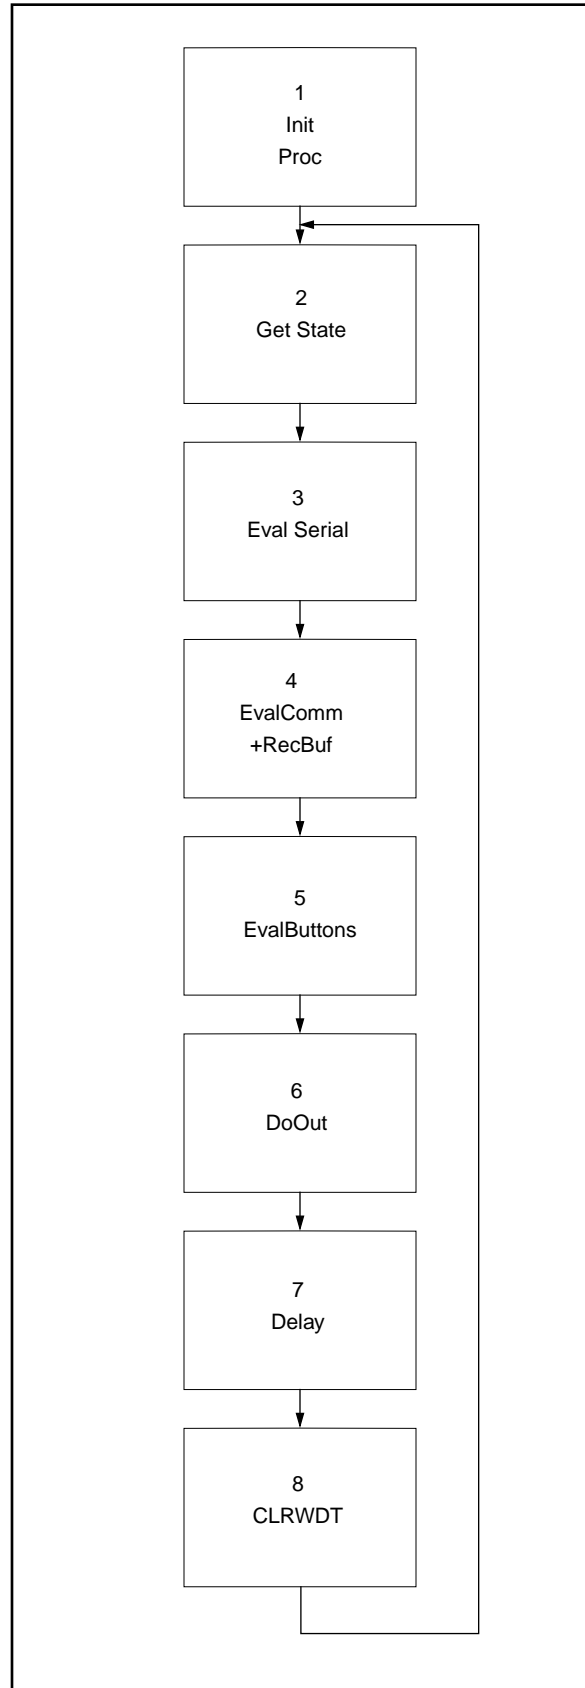 1
Init
Proc
2
Get State
3
Eval Serial
4
EvalComm
+RecBuf
5
EvalButtons
6
DoOut
7
Delay
8
CLRWDT